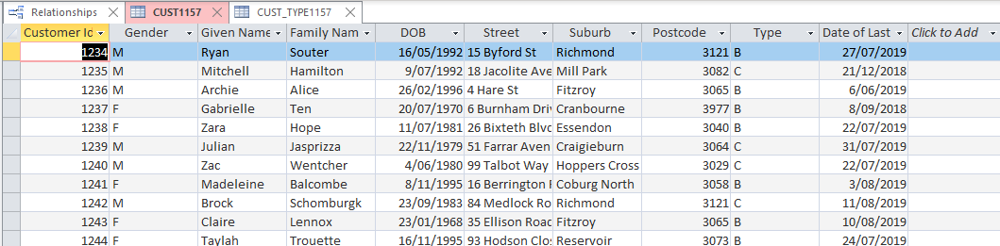 Relationships CUST1157 CUST_TYPE1157
Customer Id Gender Given Name Family Nam DOB Street Suburb Postcode Type Date of Last Click to Add
1234 M Ryan Souter 16/05/1992 15 Byford St Richmond 3121 B 27/07/2019
1235 M Mitchell Hamilton 9/07/1992 18 Jacolite Ave Mill Park 3082 C 21/12/2018
1236 M Archie Alice 26/02/1996 4 Hare St Fitzroy 3065 B 6/06/2019
1237 F Gabrielle Ten 20/07/1970 6 Burnham Driv Cranbourne 3977 B 8/09/2018
1238 F Zara Hope 11/07/1981 26 Bixteth Blvd Essendon 3040 B 22/07/2019
1239 M Julian Jasprizza 22/11/1979 51 Farrar Aven Craigieburn 3064 C 31/07/2019
1240 M Zac Wentcher 4/06/1980 99 Talbot Way Hoppers Cross 3029 C 22/07/2019
1241 F Madeleine Balcombe 8/11/1995 16 Berrington Coburg North 3058 B 3/08/2019
1242 M Brock Schomburgk 23/09/1983 84 Medlock Ro Richmond 3121 C 11/08/2019
1243 F Claire Lennox 23/01/1968 35 Ellison Road Fitzroy 3065 B 10/08/2019
1244 F Taylah Trouette 16/11/1995 93 Hodson Clos Reservoir 3073 B 24/07/2019